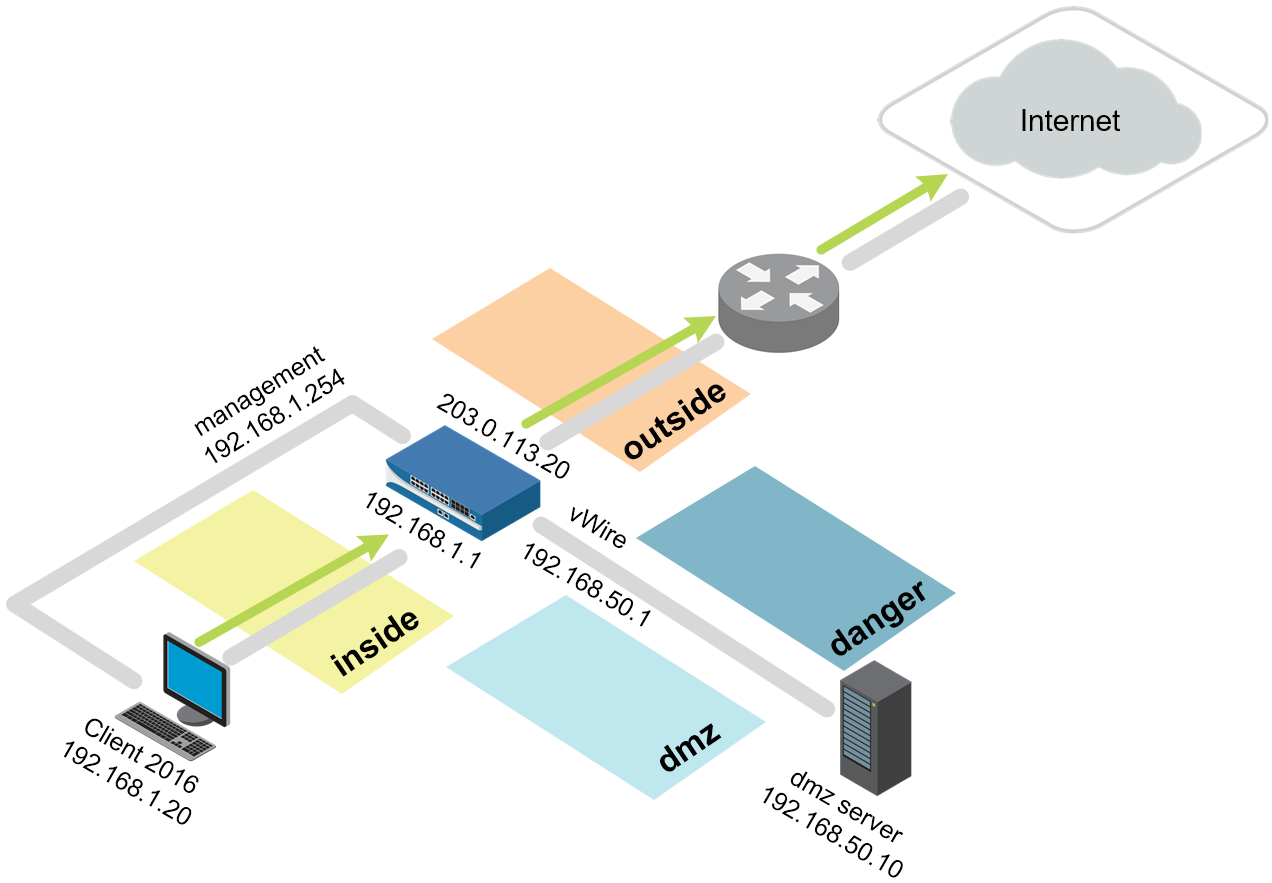 Internet
management
192.168.1.254
203.0.113.20
outside
192.168.1.1
vWire
192.168.50.1
danger
inside
dmz
Client 2016
192.168.1.20
dmz server
192.168.50.10